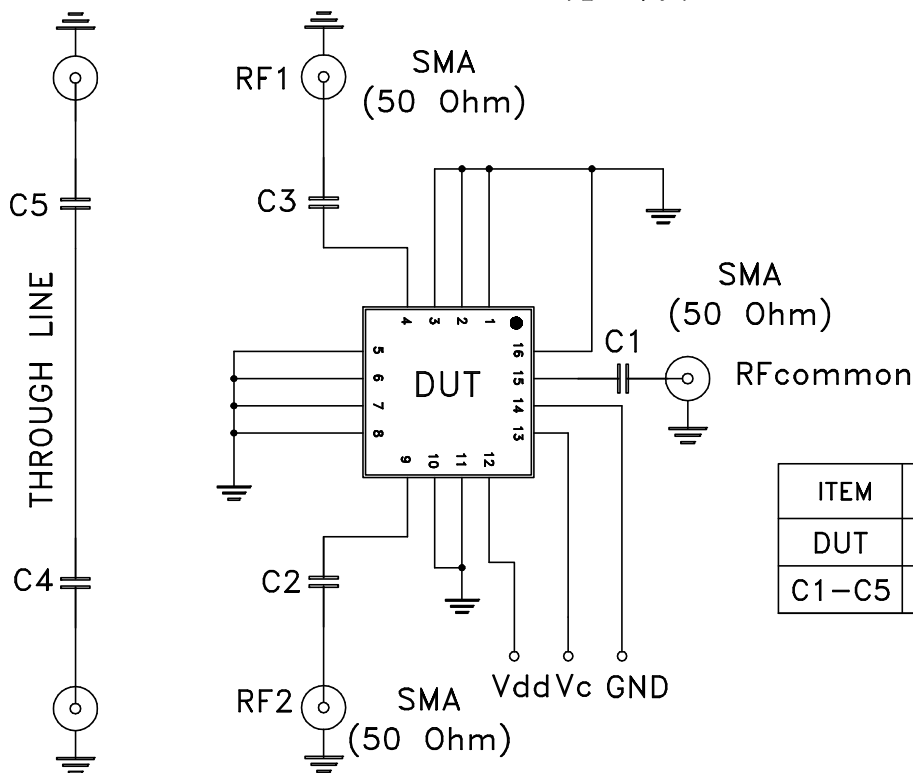 RF1
SMA
(50 Ohm)
C5
C3
THROUGH LINE
SMA
(50 Ohm)
4 3 2 1
C1
5
6
7
8
DUT
16
15
14
13
RFcommon
9 10 11 12
ITEM
DUT
C1-C5
C4
C2
Vdd Vc GND
RF2
SMA
(50 Ohm)